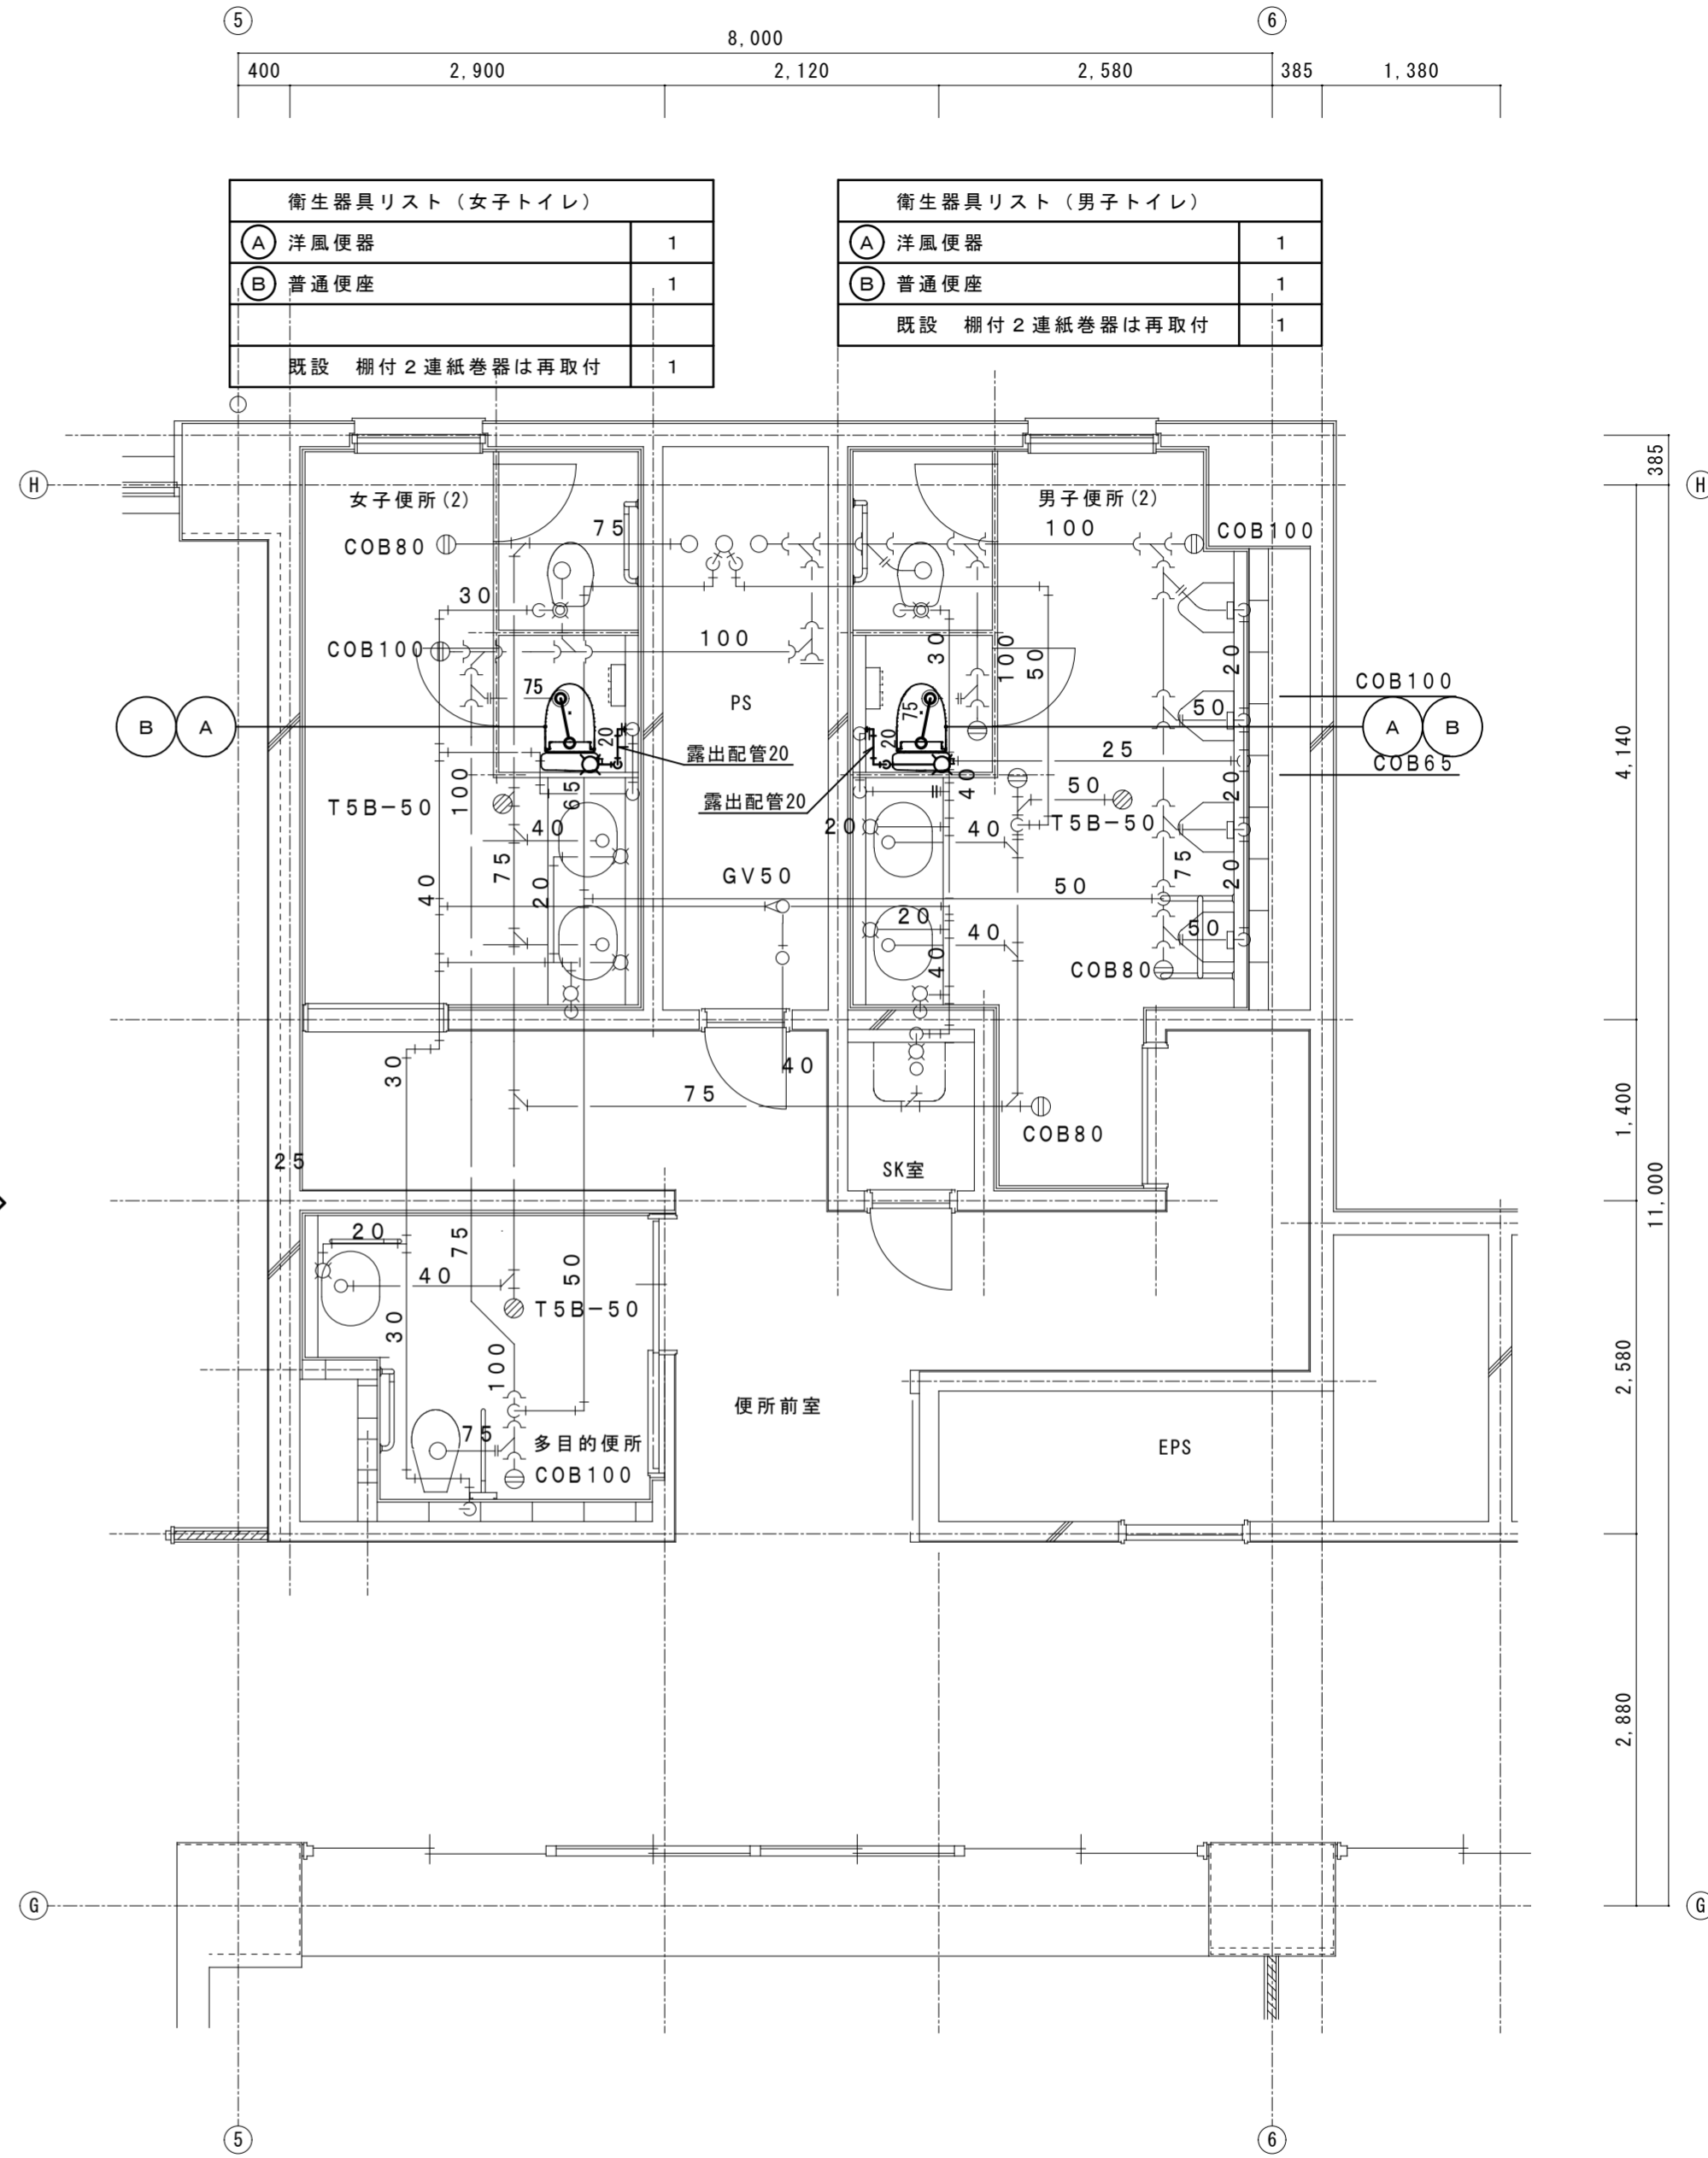 5
6
8,000
400
2,900
2,120
2,580
385
1,380
衛生器具リスト（女子トイレ）
A 洋風便器 1
B 普通便座 1
既設 棚付２連紙巻器は再取付 1
衛生器具リスト（男子トイレ）
A 洋風便器 1
B 普通便座 1
既設 棚付２連紙巻器は再取付 1
H
H
385
女子便所(2)
75
男子便所(2)
100
COB100
COB80
30
COB100
100
30
100
50
20
COB100
B A
75
PS
75
50
A B
20
露出配管20
20
25
COB65
4,140
T5B-50
100
65
露出配管20
40
50
20
40
20
40
T5B-50
75
20
GV50
75
40
20
50
20
20
40
50
40
COB80
30
40
75
COB80
1,400
25
SK室
11,000
20
75
40
50
T5B-50
30
100
2,580
便所前室
75
多目的便所
COB100
EPS
2,880
G
G
5
6